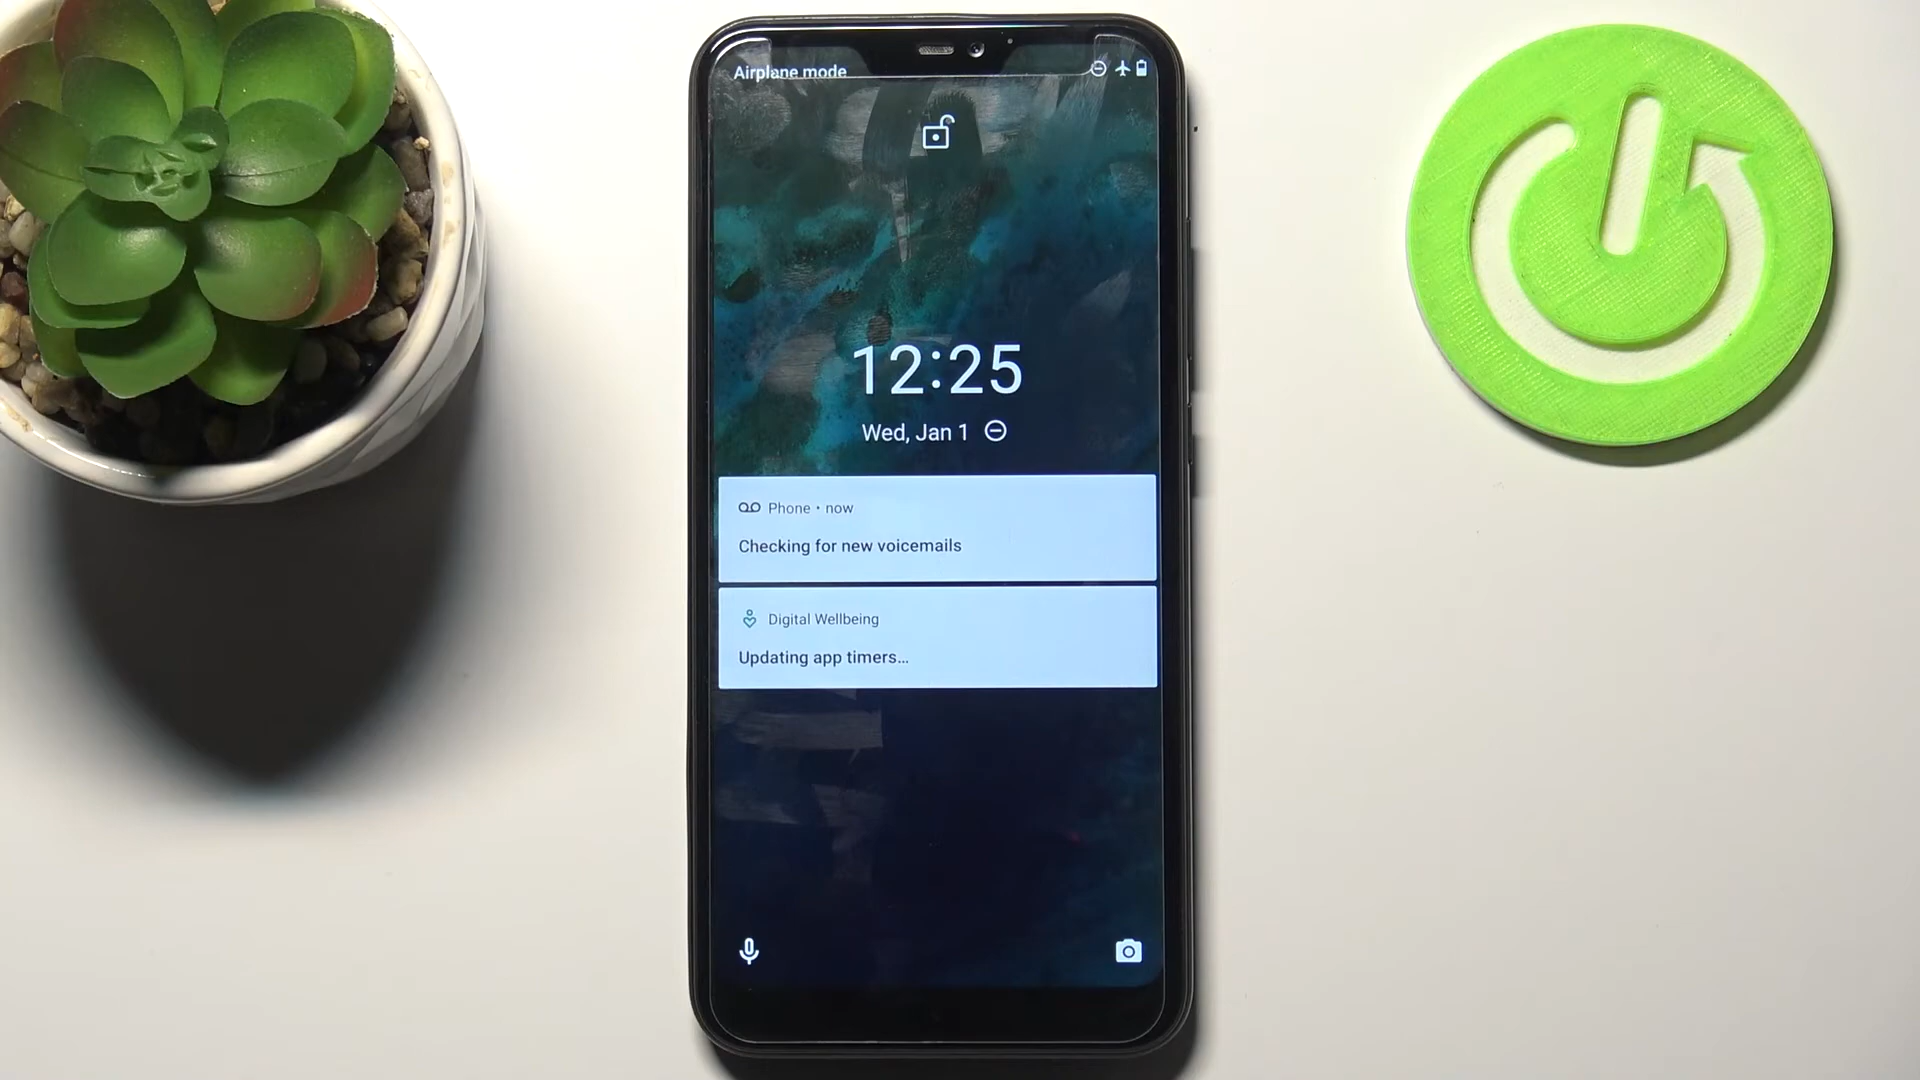 Airplane mode
12:25
Wed, Jan 1
Phone • now
Checking for new voicemails
Digital Wellbeing
Updating app timers...